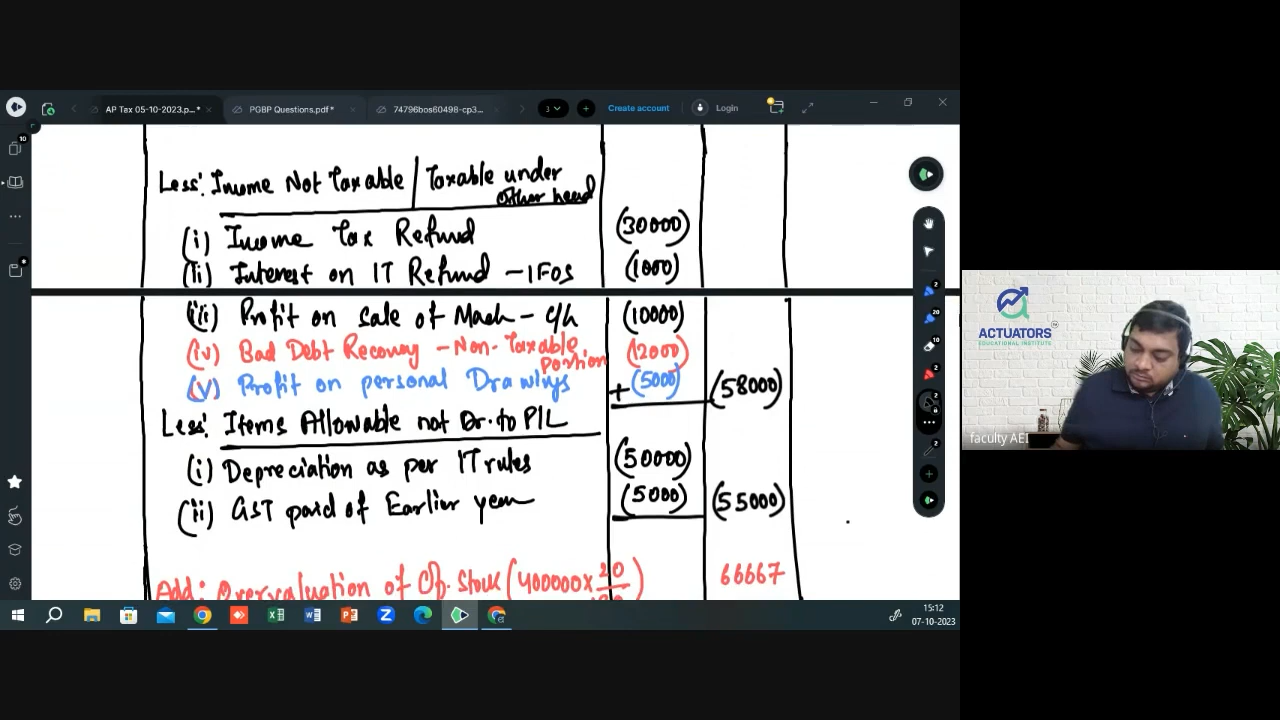 AP Tax 05-10-2023.p...*
PGBP Questions.pdf*
74796bos60498-cp3...
3
Create account
Login
Less: Income Not Taxable / Taxable under other head
(i) Income Tax Refund (30000)
(ii) Interest on IT Refund - IFOS (1000)
(iii) Profit on sale of Mach - C/h (10000)
(iv) Bad Debt Recovery - Non-Taxable Portion (12000)
(v) Profit on personal Drawings + (5000) (58000)
Less: Items Allowable not Dr. to P/L
(i) Depreciation as per IT rules (50000)
(ii) GST paid of Earlier year (5000) (55000)
Add: Overvaluation of Op. Stock (400000 x 20 66667
ACTUATORS
EDUCATIONAL INSTITUTE
faculty AEI
15:12
07-10-2023